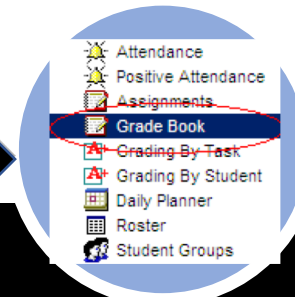 Attendance
Positive Attendance
Assignments
Grade Book
Grading By Task
Grading By Student
Daily Planner
Roster
Student Groups